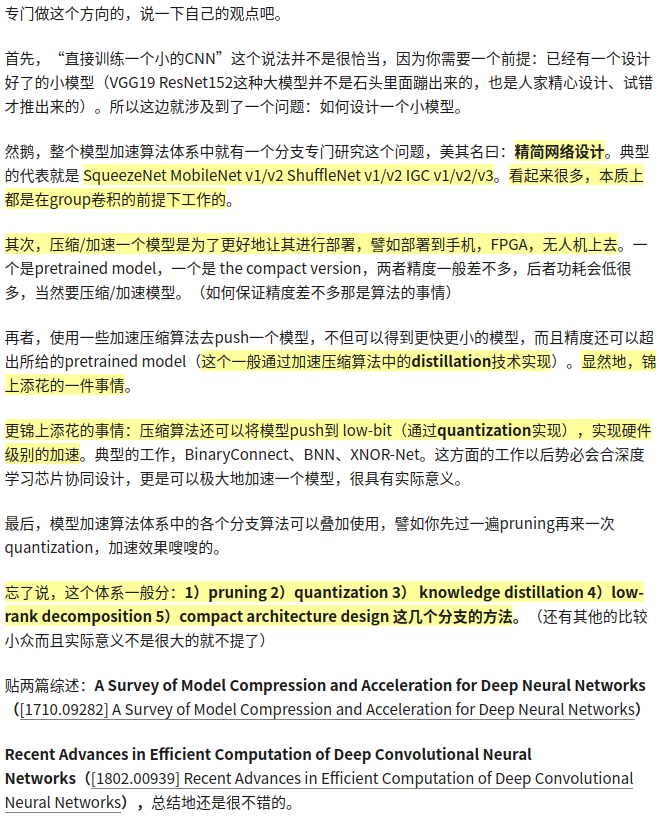 专门做这个方向的，说一下自己的观点吧。
首先，“直接训练一个小的CNN”这个说法并不是很恰当，因为你需要一个前提：已经有一个设计
好了的小模型（VGG19 ResNet152这种大模型并不是石头里面蹦出来的，也是人家精心设计、试错
才推出来的）。所以这边就涉及到了一个问题：如何设计一个小模型。
然鹅，整个模型加速算法体系中就有一个分支专门研究这个问题，美其名曰：精简网络设计。典型
的代表就是 SqueezeNet MobileNet v1/v2 ShuffleNet v1/v2 IGC v1/v2/v3。看起来很多，本质上
都是在group卷积的前提下工作的。
其次，压缩/加速一个模型是为了更好地让其进行部署，譬如部署到手机，FPGA，无人机上去。一
个是pretrained model，一个是 the compact version，两者精度一般差不多，后者功耗会低很
多，当然要压缩/加速模型。（如何保证精度差不多那是算法的事情）
再者，使用一些加速压缩算法去push一个模型，不但可以得到更快更小的模型，而且精度还可以超
出所给的pretrained model（这个一般通过加速压缩算法中的distillation技术实现）。显然地，锦
上添花的一件事情。
更锦上添花的事情：压缩算法还可以将模型push到 low-bit（通过quantization实现），实现硬件
级别的加速。典型的工作，BinaryConnect、BNN、XNOR-Net。这方面的工作以后势必会合深度
学习芯片协同设计，更是可以极大地加速一个模型，很具有实际意义。
最后，模型加速算法体系中的各个分支算法可以叠加使用，譬如你先过一遍pruning再来一次
quantization，加速效果嗖嗖的。
忘了说，这个体系一般分：1）pruning 2）quantization 3） knowledge distillation 4）low-
rank decomposition 5）compact architecture design 这几个分支的方法。（还有其他的比较
小众而且实际意义不是很大的就不提了）
贴两篇综述：A Survey of Model Compression and Acceleration for Deep Neural Networks
（[1710.09282] A Survey of Model Compression and Acceleration for Deep Neural Networks）
Recent Advances in Efficient Computation of Deep Convolutional Neural
Networks（[1802.00939] Recent Advances in Efficient Computation of Deep Convolutional
Neural Networks），总结地还是很不错的。